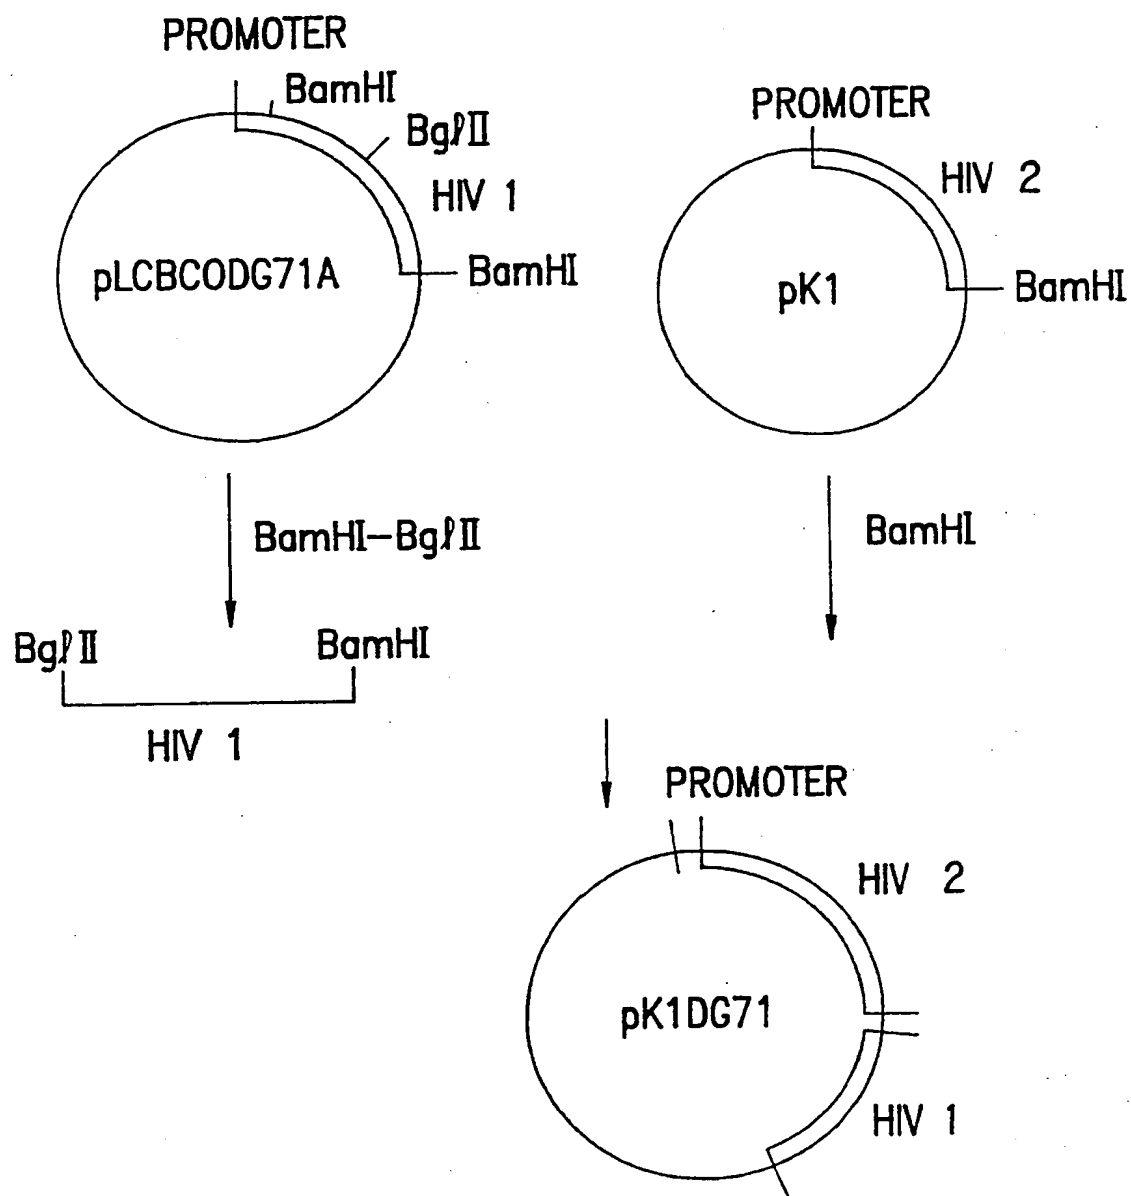 PROMOTER
BamHI
BglII
HIV 1
BamHI
pLCBCODG71A
PROMOTER
HIV 2
BamHI
pK1
BamHI-BglII
BamHI
BglII
BamHI
HIV 1
PROMOTER
HIV 2
pK1DG71
HIV 1